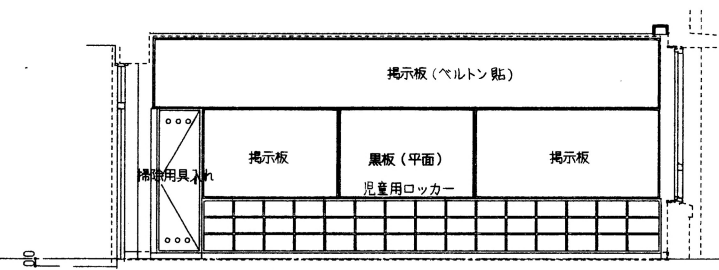 掲示板(ベルトン貼)
掲示板
黒板(平面)
掲示板
掃除用具入れ
児童用ロッカー